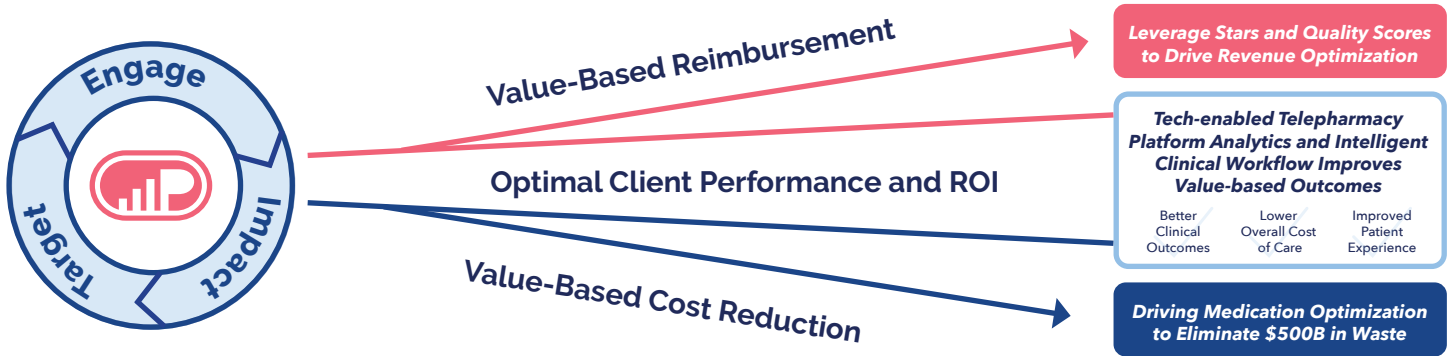 Engage
Impact
Target
Value-Based Reimbursement
Optimal Client Performance and ROI
Value-Based Cost Reduction
Leverage Stars and Quality Scores
to Drive Revenue Optimization
Tech-enabled Telepharmacy
Platform Analytics and Intelligent
Clinical Workflow Improves
Value-based Outcomes
Better
Clinical
Outcomes
Lower
Overall Cost
of Care
Improved
Patient
Experience
Driving Medication Optimization
to Eliminate $500B in Waste